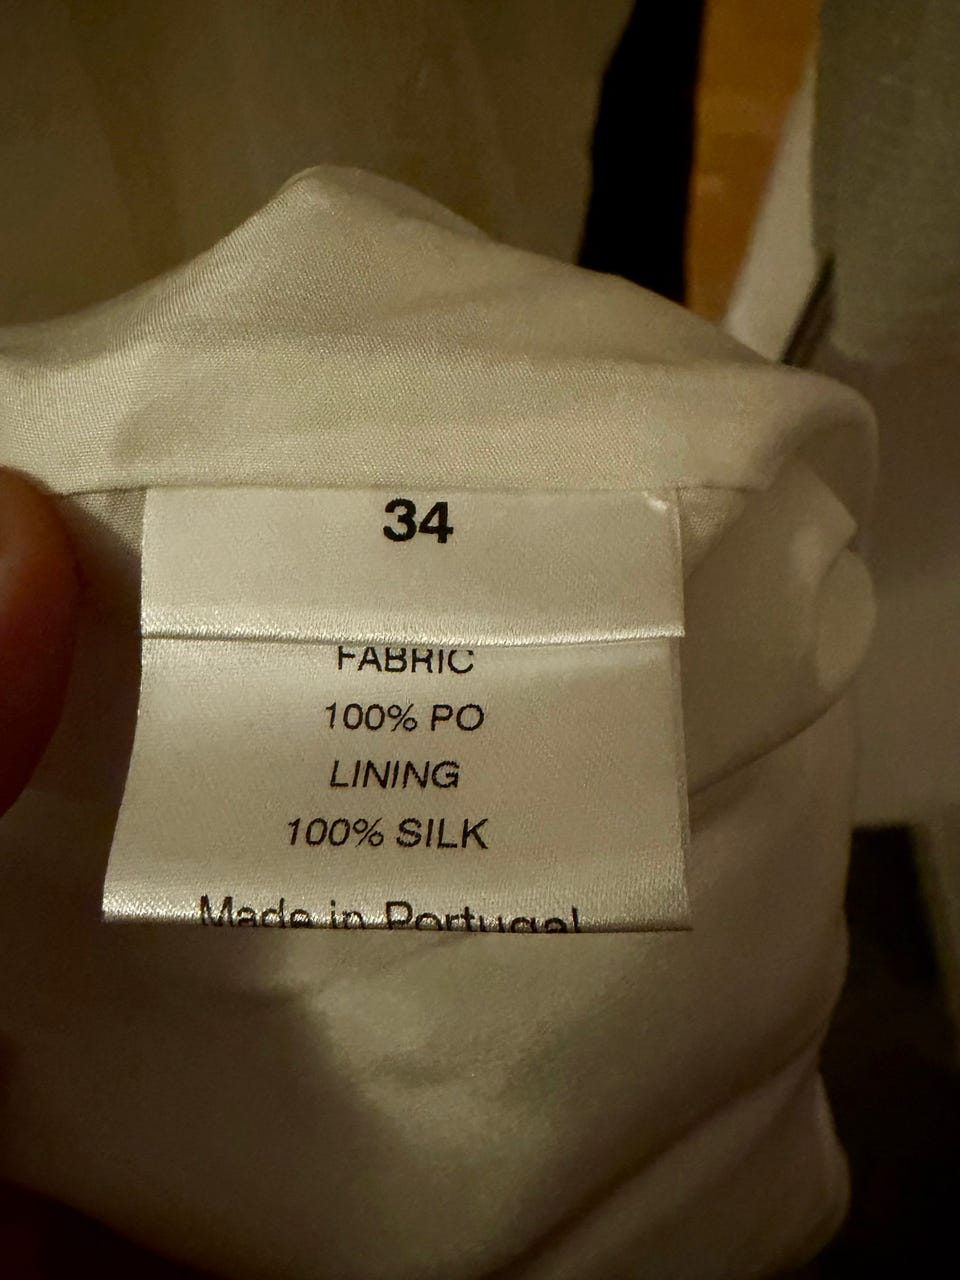 34
FABRIC
100% PO
LINING
100% SILK
Made in Portugal